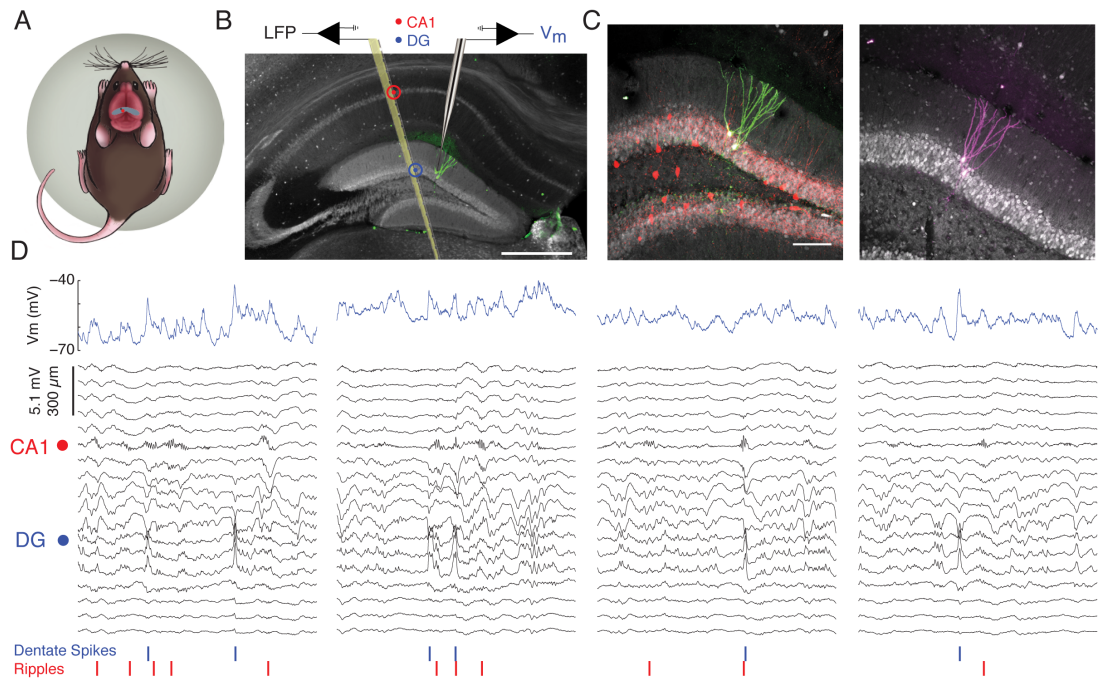 A
B
C
LFP
CA1
DG
Vm
D
−40
Vm (mV)
−70
5.1 mV
300 µm
CA1
DG
Dentate Spikes
Ripples